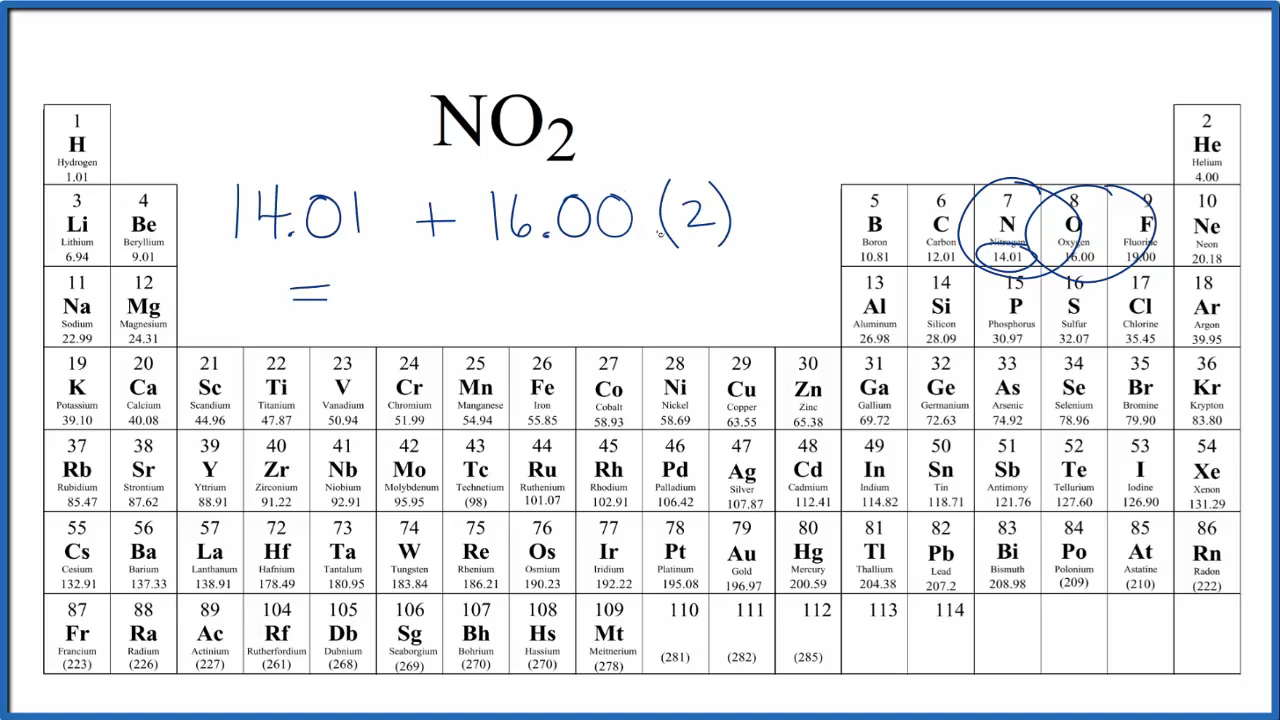 NO2
14.01 + 16.00 (2)
=
1 H Hydrogen 1.01
2 He Helium 4.00
3 Li Lithium 6.94
4 Be Beryllium 9.01
5 B Boron 10.81
6 C Carbon 12.01
7 N Nitrogen 14.01
8 O Oxygen 16.00
9 F Fluorine 19.00
10 Ne Neon 20.18
11 Na Sodium 22.99
12 Mg Magnesium 24.31
13 Al Aluminum 26.98
14 Si Silicon 28.09
15 P Phosphorus 30.97
16 S Sulfur 32.07
17 Cl Chlorine 35.45
18 Ar Argon 39.95
19 K Potassium 39.10
20 Ca Calcium 40.08
21 Sc Scandium 44.96
22 Ti Titanium 47.87
23 V Vanadium 50.94
24 Cr Chromium 51.99
25 Mn Manganese 54.94
26 Fe Iron 55.85
27 Co Cobalt 58.93
28 Ni Nickel 58.69
29 Cu Copper 63.55
30 Zn Zinc 65.38
31 Ga Gallium 69.72
32 Ge Germanium 72.63
33 As Arsenic 74.92
34 Se Selenium 78.96
35 Br Bromine 79.90
36 Kr Krypton 83.80
37 Rb Rubidium 85.47
38 Sr Strontium 87.62
39 Y Yttrium 88.91
40 Zr Zirconium 91.22
41 Nb Niobium 92.91
42 Mo Molybdenum 95.95
43 Tc Technetium (98)
44 Ru Ruthenium 101.07
45 Rh Rhodium 102.91
46 Pd Palladium 106.42
47 Ag Silver 107.87
48 Cd Cadmium 112.41
49 In Indium 114.82
50 Sn Tin 118.71
51 Sb Antimony 121.76
52 Te Tellurium 127.60
53 I Iodine 126.90
54 Xe Xenon 131.29
55 Cs Cesium 132.91
56 Ba Barium 137.33
57 La Lanthanum 138.91
72 Hf Hafnium 178.49
73 Ta Tantalum 180.95
74 W Tungsten 183.84
75 Re Rhenium 186.21
76 Os Osmium 190.23
77 Ir Iridium 192.22
78 Pt Platinum 195.08
79 Au Gold 196.97
80 Hg Mercury 200.59
81 Tl Thallium 204.38
82 Pb Lead 207.2
83 Bi Bismuth 208.98
84 Po Polonium (209)
85 At Astatine (210)
86 Rn Radon (222)
87 Fr Francium (223)
88 Ra Radium (226)
89 Ac Actinium (227)
104 Rf Rutherfordium (261)
105 Db Dubnium (268)
106 Sg Seaborgium (269)
107 Bh Bohrium (270)
108 Hs Hassium (270)
109 Mt Meitnerium (278)
110 (281)
111 (282)
112 (285)
113
114